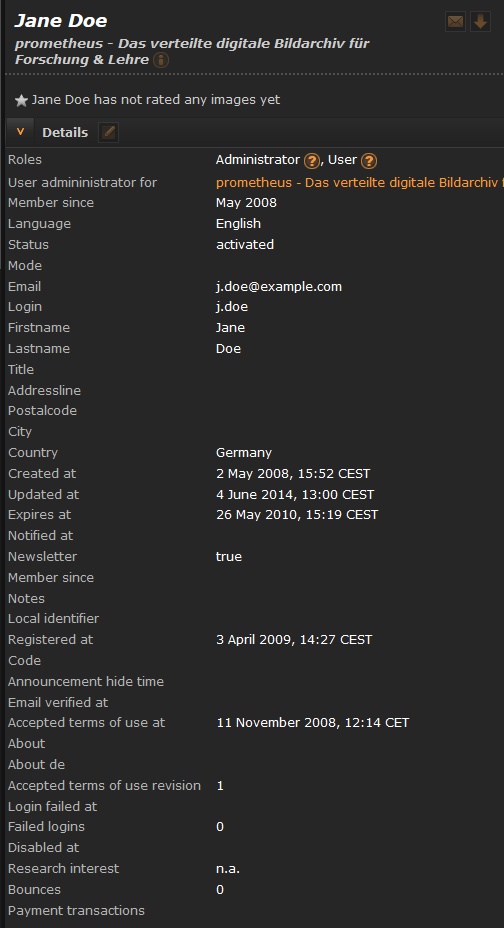 Jane Doe
prometheus - Das verteilte digitale Bildarchiv für
Forschung & Lehre
Jane Doe has not rated any images yet
Details
Roles Administrator ?, User ?
User admininistrator for prometheus - Das verteilte digitale Bildarchiv f
Member since May 2008
Language English
Status activated
Mode
Email j.doe@example.com
Login j.doe
Firstname Jane
Lastname Doe
Title
Addressline
Postalcode
City
Country Germany
Created at 2 May 2008, 15:52 CEST
Updated at 4 June 2014, 13:00 CEST
Expires at 26 May 2010, 15:19 CEST
Notified at
Newsletter true
Member since
Notes
Local identifier
Registered at 3 April 2009, 14:27 CEST
Code
Announcement hide time
Email verified at
Accepted terms of use at 11 November 2008, 12:14 CET
About
About de
Accepted terms of use revision 1
Login failed at
Failed logins 0
Disabled at
Research interest n.a.
Bounces 0
Payment transactions